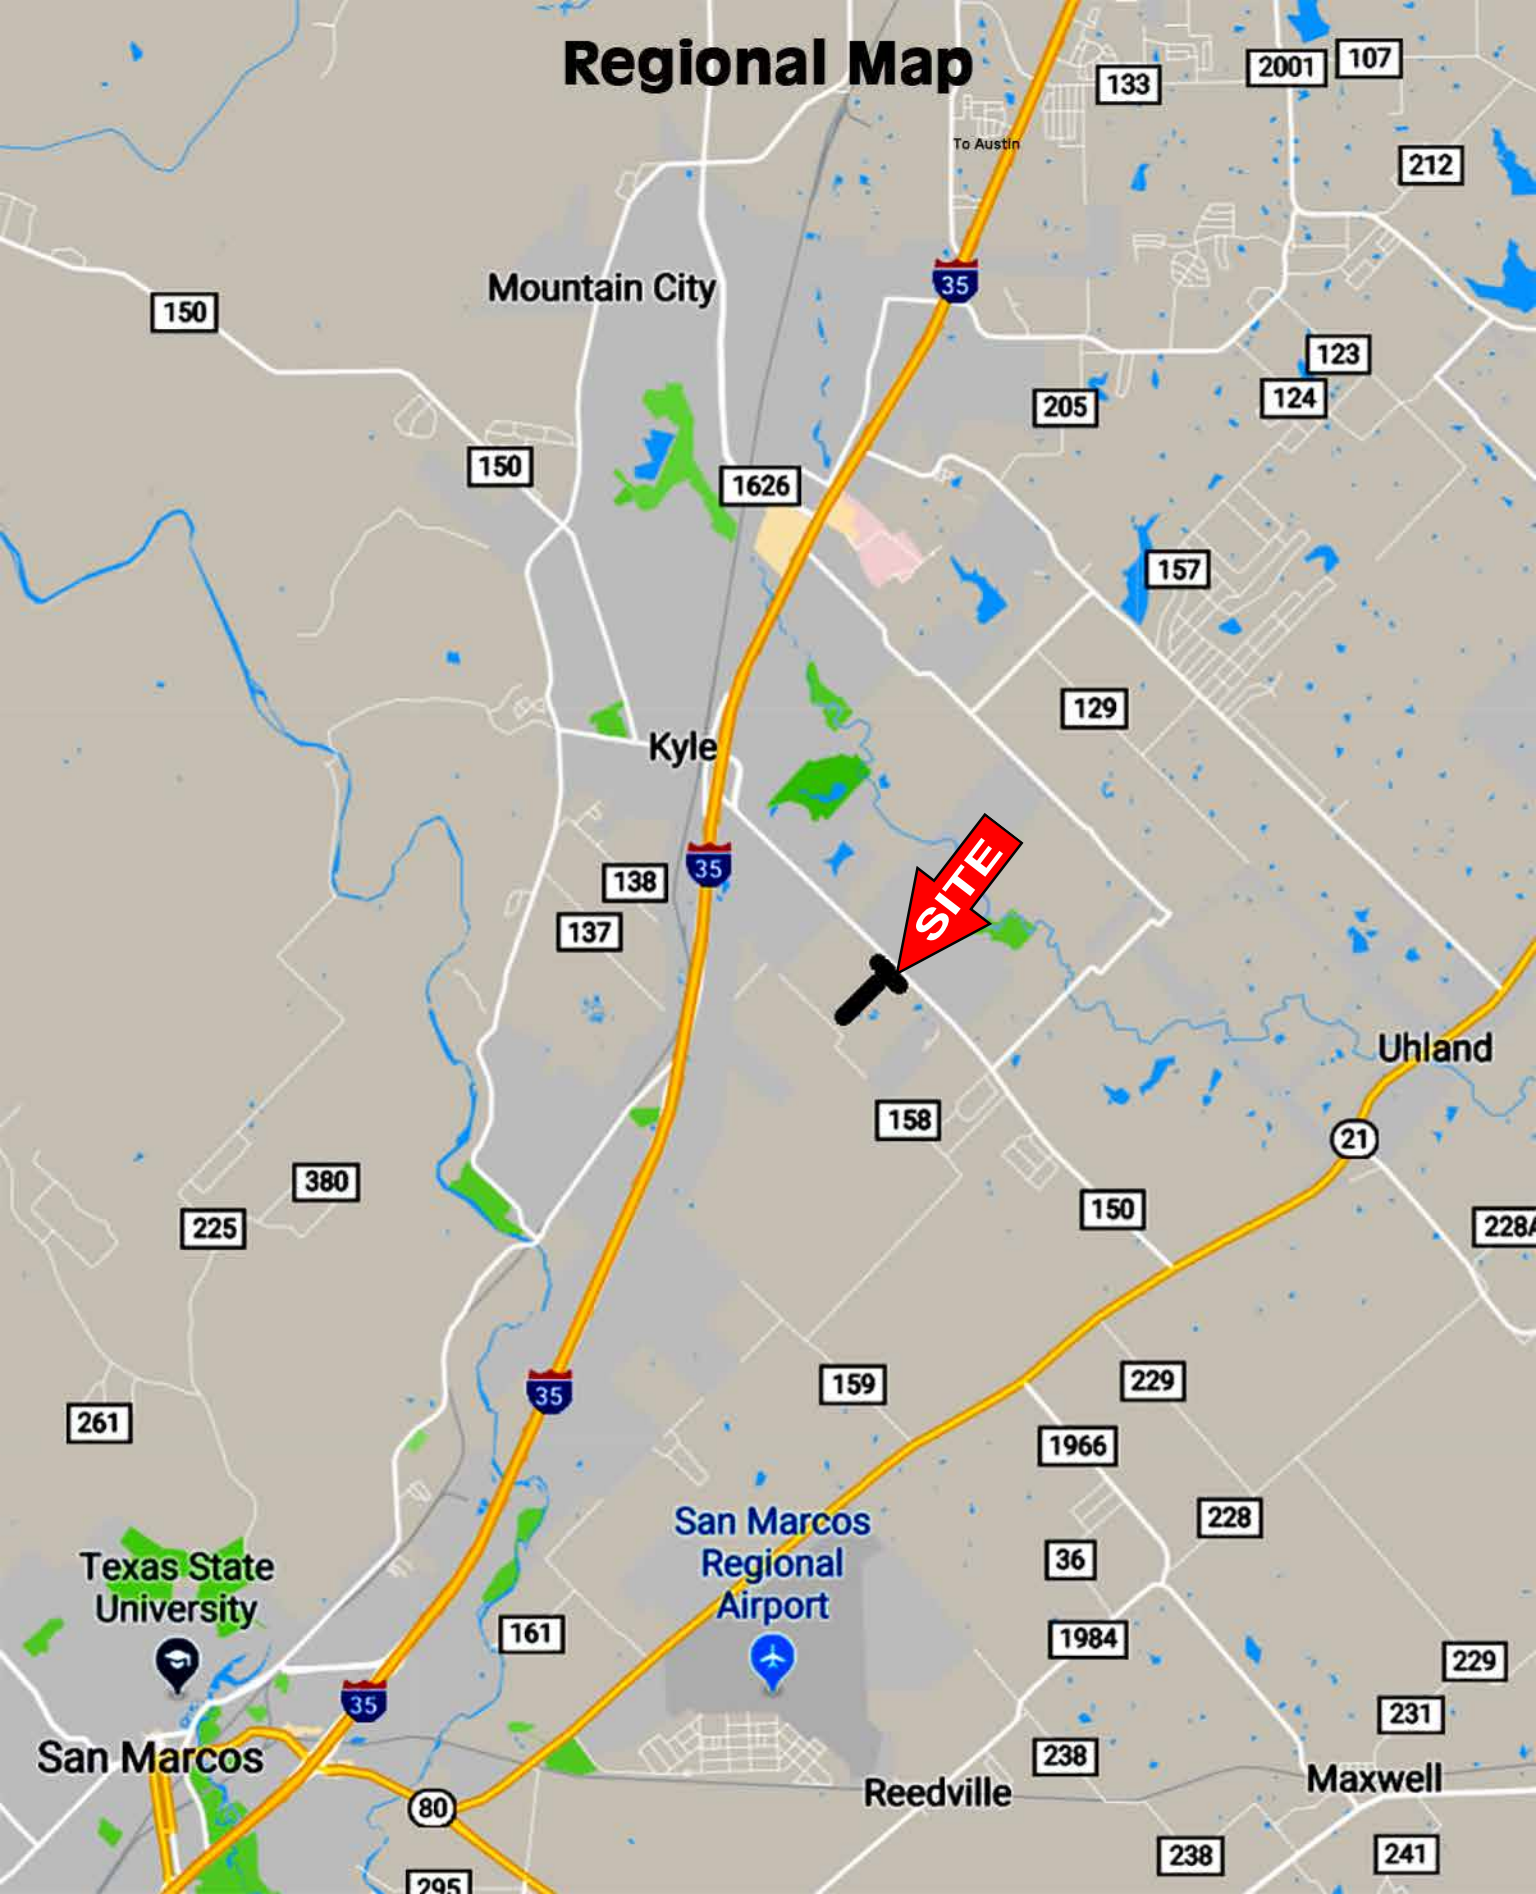 Regional Map
133
2001
107
To Austin
212
35
Mountain City
150
123
124
205
150
1626
157
129
Kyle
SITE
35
138
137
Uhland
158
21
380
150
225
228A
35
159
229
261
1966
San Marcos
Regional
Airport
228
36
Texas State
University
161
1984
229
35
231
San Marcos
238
Maxwell
Reedville
80
238
241
295